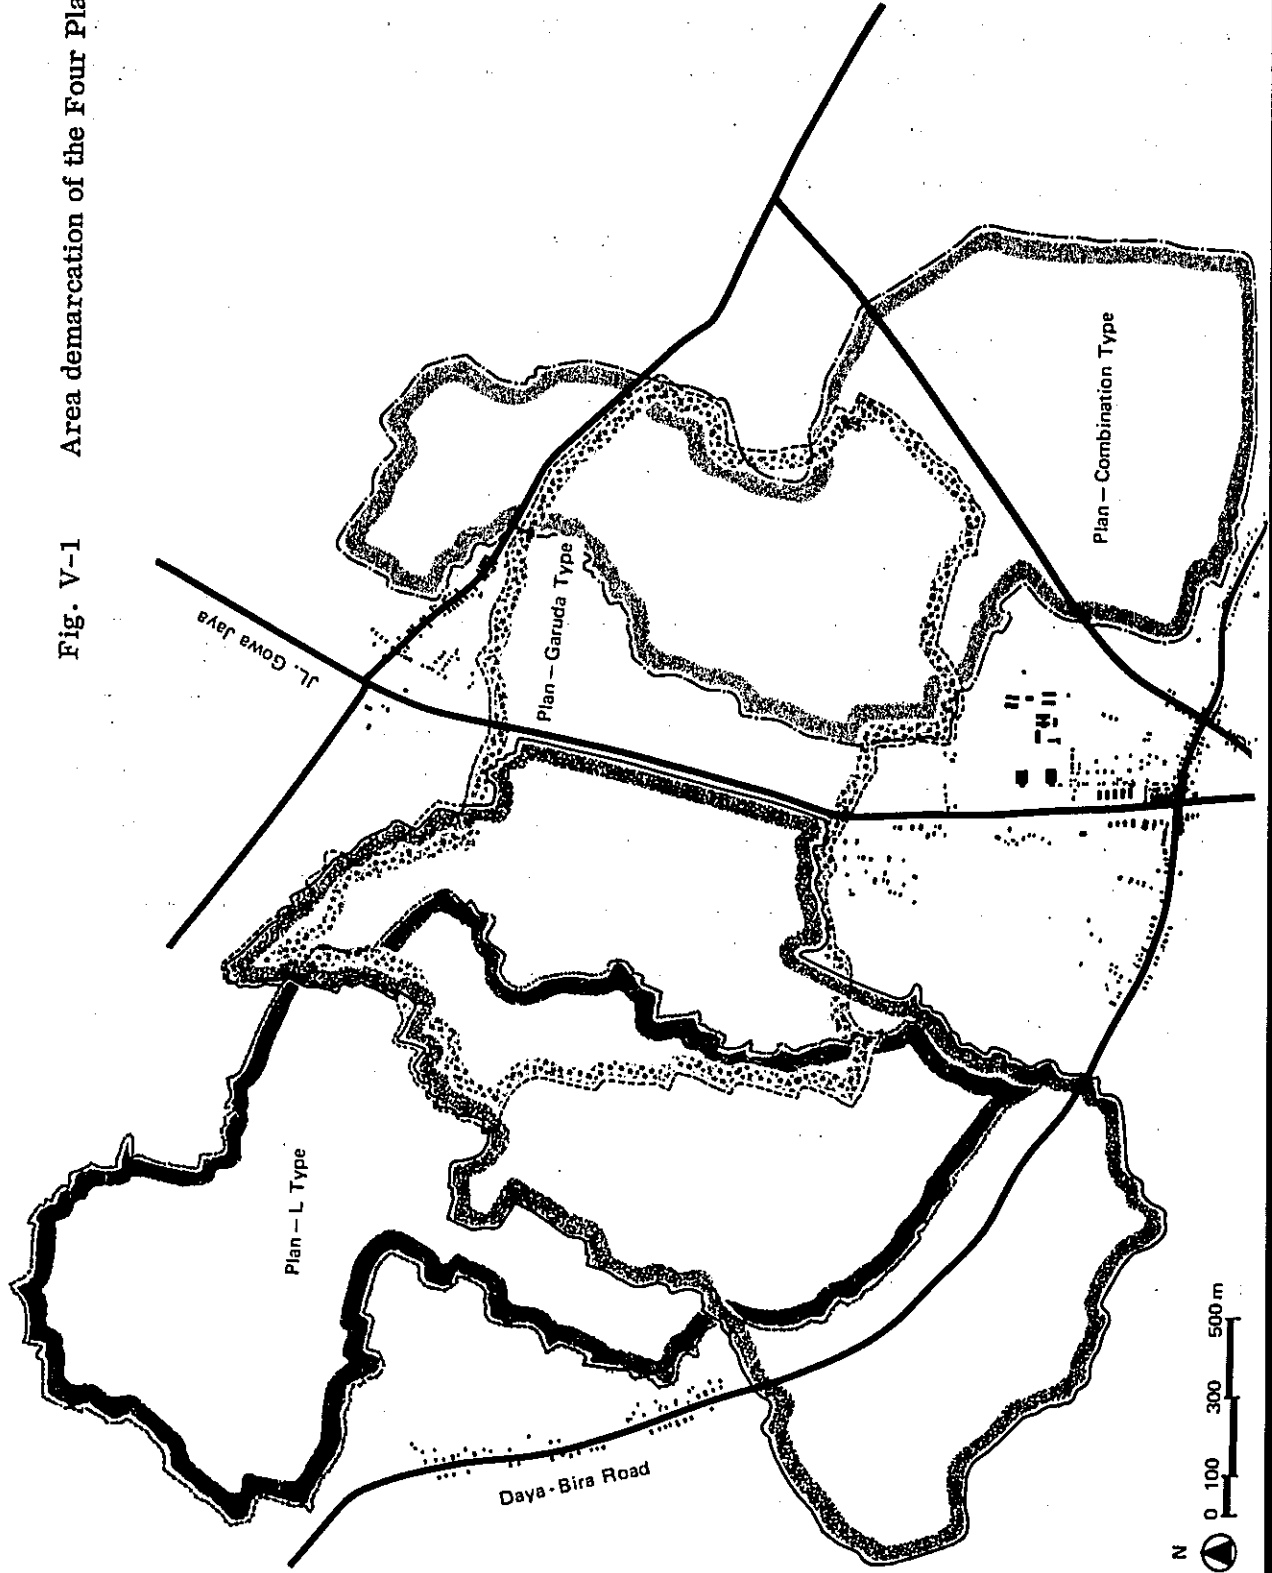 Fig. V-1 Area demarcation of the Four
JL. Gowa Jaya
Plan – Garuda Type
Plan – Combination Type
Plan – L Type
Daya - Bira Road
N
0 100 300 500 m